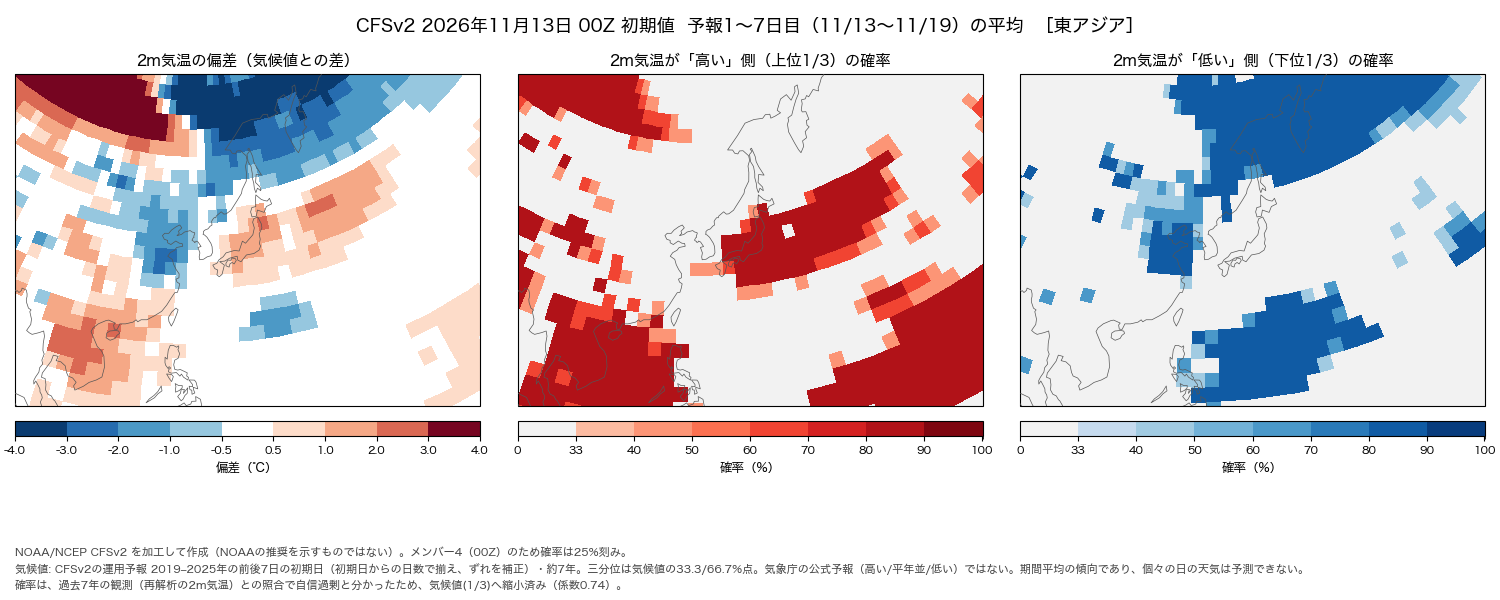 CFSv2 2026年11月13日 00Z 初期値  予報1〜7日目（11/13〜11/19）の平均  ［東アジア］
2m気温の偏差（気候値との差）
2m気温が「高い」側（上位1/3）の確率
2m気温が「低い」側（下位1/3）の確率
-4.0 -3.0 -2.0 -1.0 -0.5 0.5 1.0 2.0 3.0 4.0
偏差（℃）
0 33 40 50 60 70 80 90 100
確率（%）
0 33 40 50 60 70 80 90 100
確率（%）
NOAA/NCEP CFSv2 を加工して作成（NOAAの推奨を示すものではない）。メンバー4（00Z）のため確率は25%刻み。
気候値: CFSv2の運用予報 2019–2025年の前後7日の初期日（初期日からの日数で揃え、ずれを補正）・約7年。三分位は気候値の33.3/66.7%点。気象庁の公式予報（高い/平年並/低い）ではない。期間平均の傾向であり、個々の日の天気は予測できない。
確率は、過去7年の観測（再解析の2m気温）との照合で自信過剰と分かったため、気候値(1/3)へ縮小済み（係数0.74）。